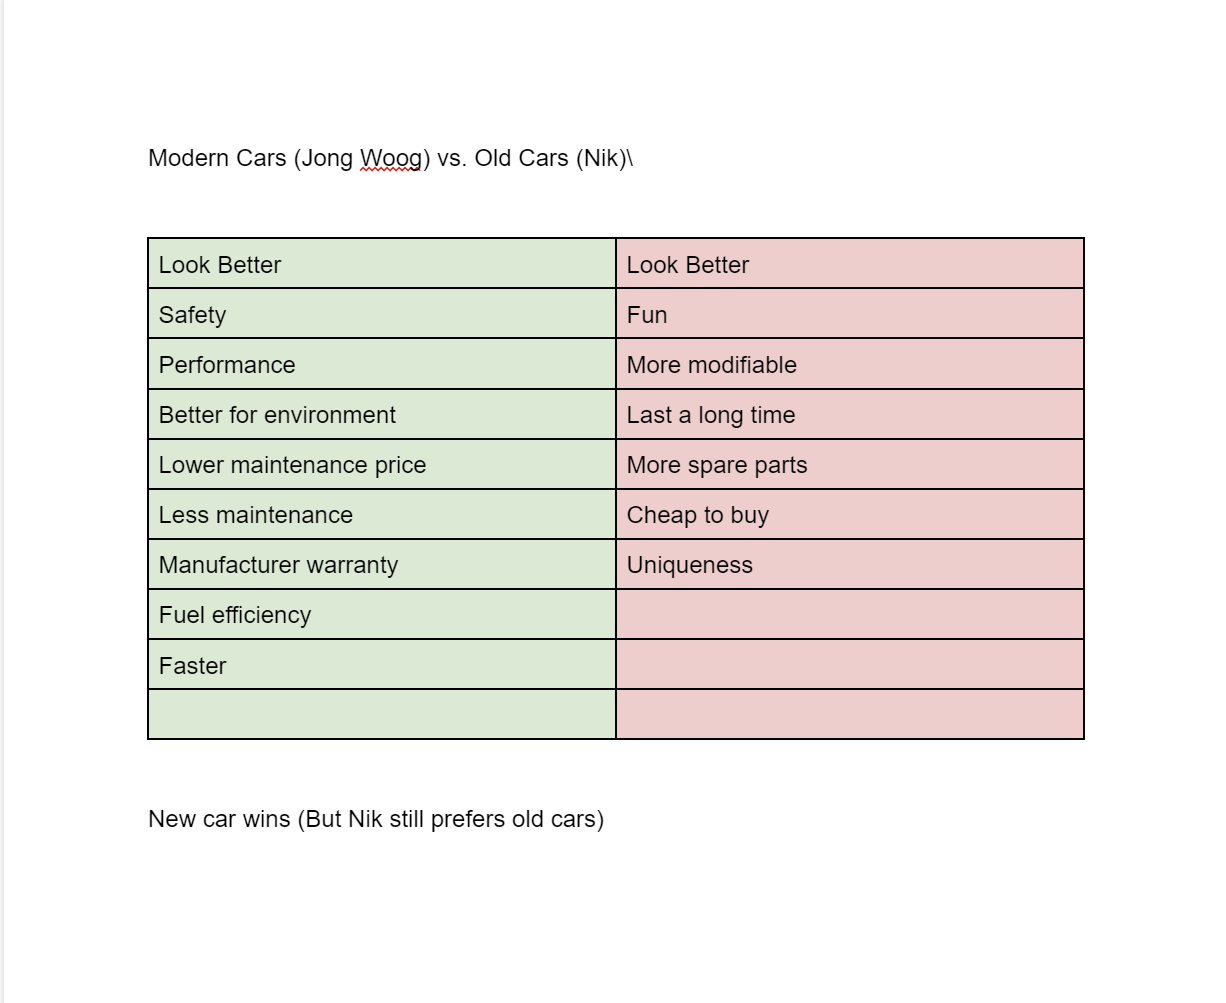 Modern Cars (Jong Woog) vs. Old Cars (Nik)\
Look Better Look Better
Safety Fun
Performance More modifiable
Better for environment Last a long time
Lower maintenance price More spare parts
Less maintenance Cheap to buy
Manufacturer warranty Uniqueness
Fuel efficiency
Faster
New car wins (But Nik still prefers old cars)